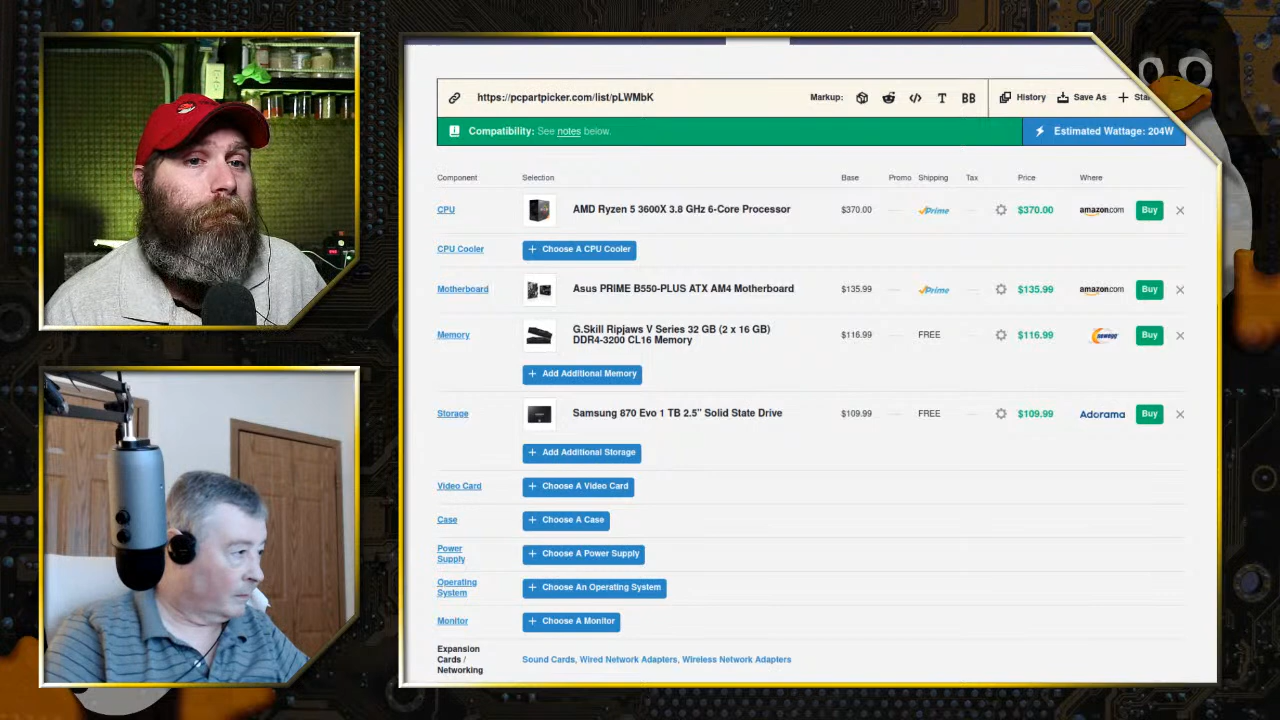 https://pcpartpicker.com/list/pLWMbK Markup: T BB History Save As
Compatibility: See notes below. Estimated Wattage: 204W
Component Selection Base Promo Shipping Tax Price Where
CPU AMD Ryzen 5 3600X 3.8 GHz 6-Core Processor $370.00 Prime $370.00 amazon.com Buy
CPU Cooler Choose A CPU Cooler
Motherboard Asus PRIME B550-PLUS ATX AM4 Motherboard $135.99 Prime $135.99 amazon.com Buy
Memory G.Skill Ripjaws V Series 32 GB (2 x 16 GB)
DDR4-3200 CL16 Memory $116.99 FREE $116.99 newegg Buy
Add Additional Memory
Storage Samsung 870 Evo 1 TB 2.5" Solid State Drive $109.99 FREE $109.99 Adorama Buy
Add Additional Storage
Video Card Choose A Video Card
Case Choose A Case
Power
Supply Choose A Power Supply
Operating
System Choose An Operating System
Monitor Choose A Monitor
Expansion
Cards /
Networking Sound Cards, Wired Network Adapters, Wireless Network Adapters